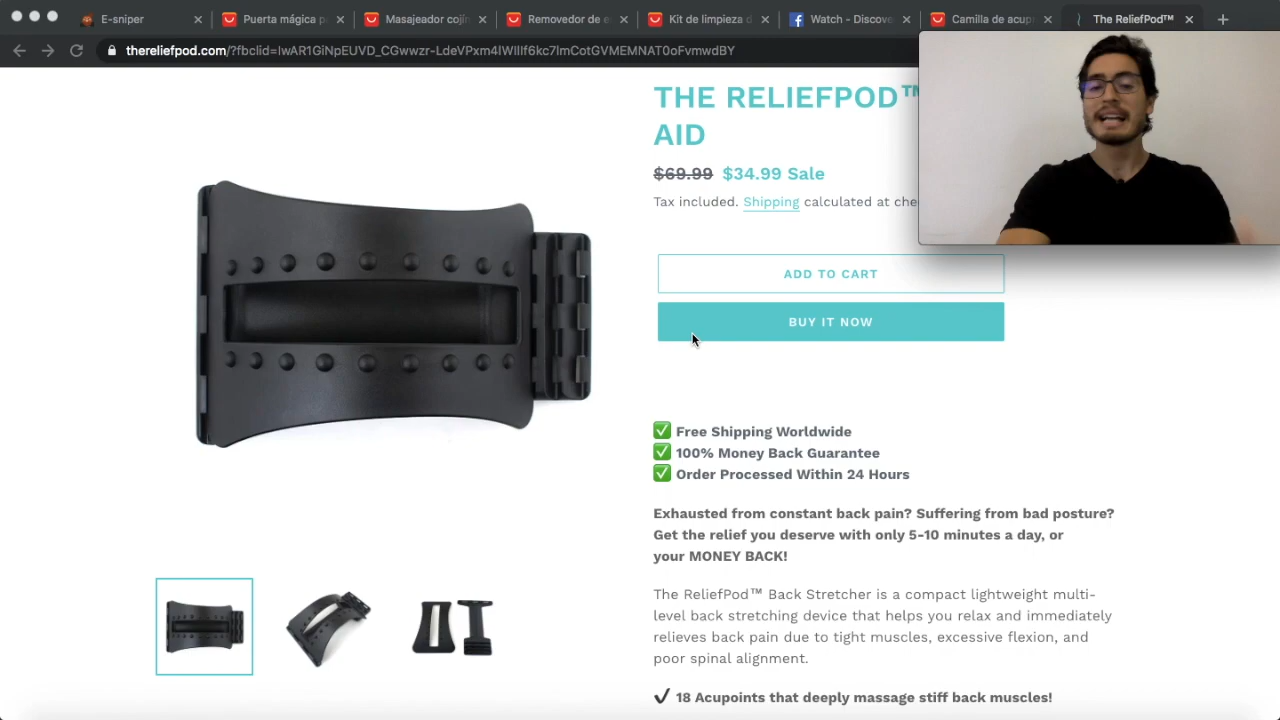 E-sniper
Puerta mágica p
Masajeador cojín
Removedor de e
Kit de limpieza d
Watch - Discove
Camilla de acupr
The ReliefPod™
thereliefpod.com
THE RELIEFPOD™
AID
$69.99 $34.99 Sale
Tax included. Shipping calculated at che
ADD TO CART
BUY IT NOW
✅ Free Shipping Worldwide
✅ 100% Money Back Guarantee
✅ Order Processed Within 24 Hours
Exhausted from constant back pain? Suffering from bad posture?
Get the relief you deserve with only 5-10 minutes a day, or
your MONEY BACK!
The ReliefPod™ Back Stretcher is a compact lightweight multi-
level back stretching device that helps you relax and immediately
relieves back pain due to tight muscles, excessive flexion, and
poor spinal alignment.
✔ 18 Acupoints that deeply massage stiff back muscles!